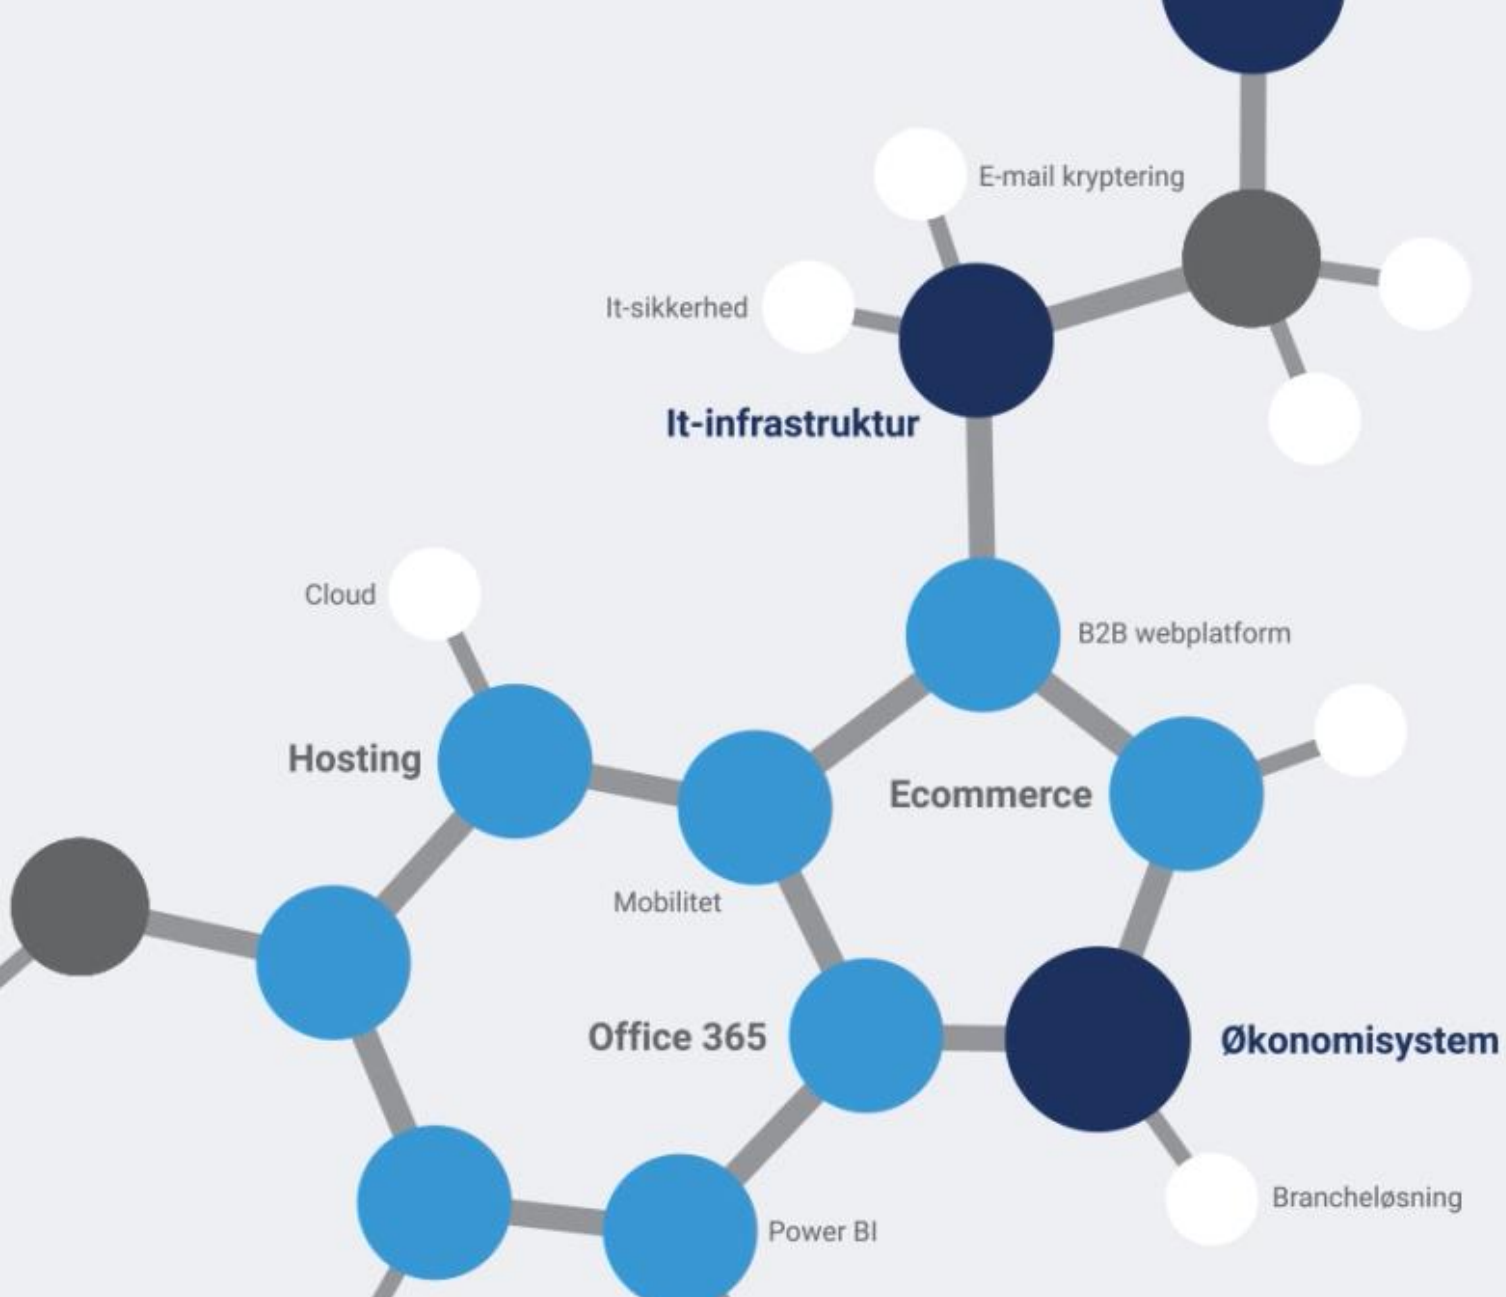 E-mail kryptering
It-sikkerhed
It-infrastruktur
Cloud
B2B webplatform
Hosting
Ecommerce
Mobilitet
Office 365
Økonomisystem
Brancheløsning
Power BI